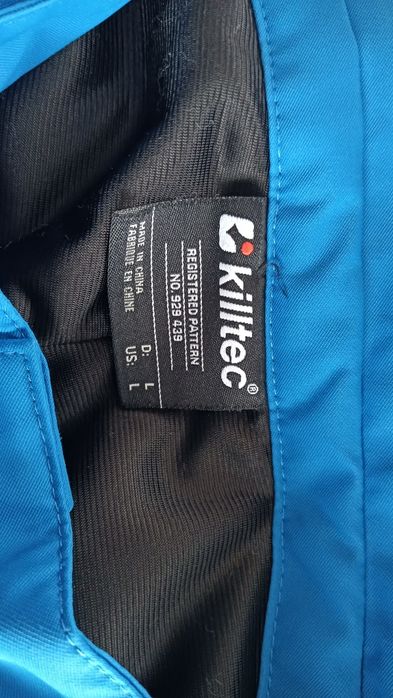 killtec®
REGISTERED PATTERN
NO. 929 439
D: L
US: L
MADE IN CHINA
FABRIQUE EN CHINE